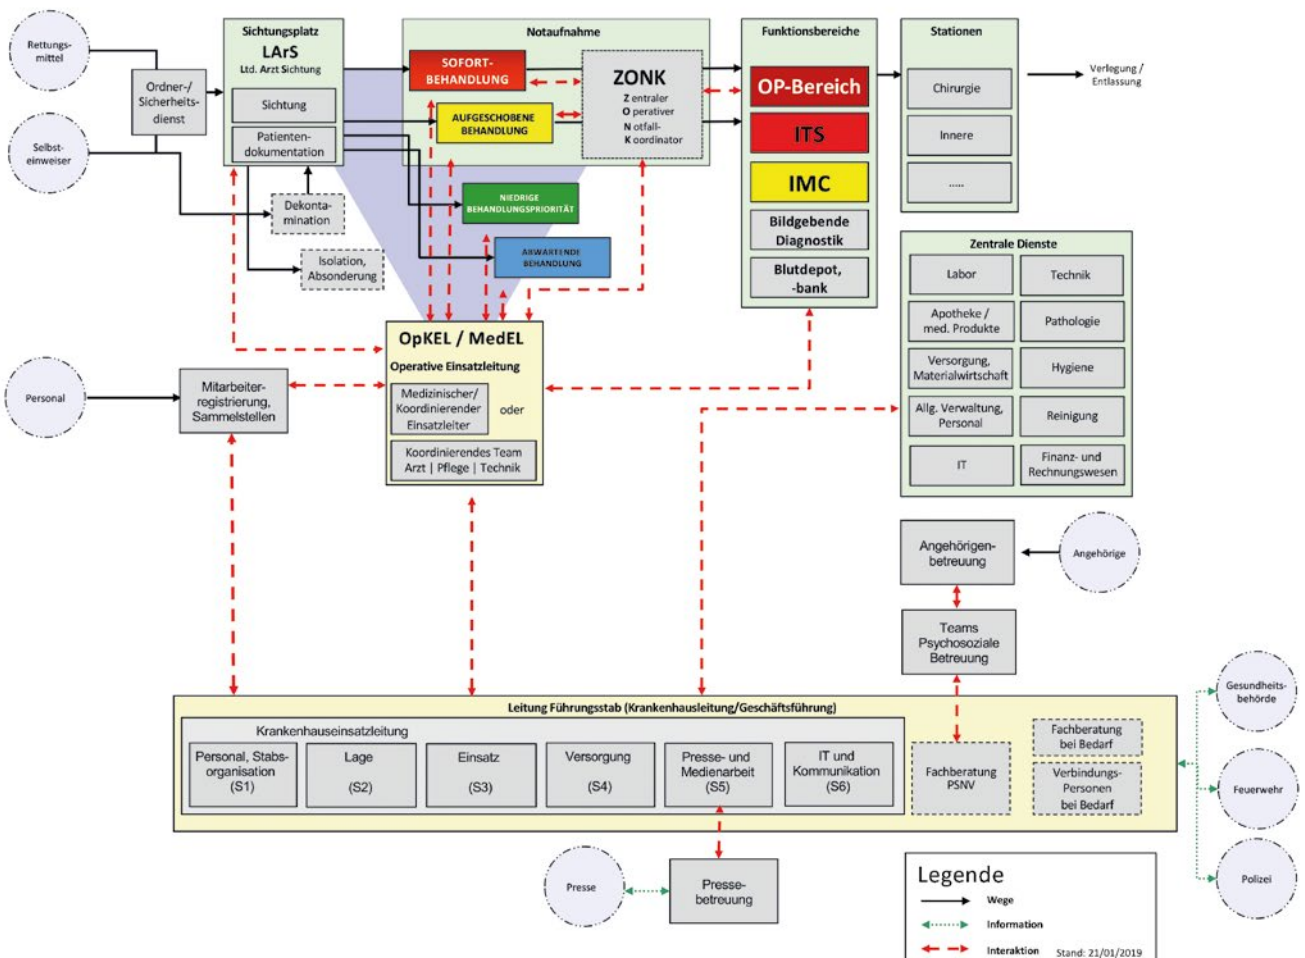 Rettungs-
mittel
Selbst-
einweiser
Ordner-/
Sicherheits-
dienst
Sichtungsplatz
LArS
Ltd. Arzt Sichtung
Sichtung
Patienten-
dokumentation
Dekonta-
mination
Isolation,
Absonderung
Notaufnahme
SOFORT-
BEHANDLUNG
AUFGESCHOBENE
BEHANDLUNG
ZONK
Z entraler
O perativer
N otfall-
K oordinator
NIEDRIGE
BEHANDLUNGSPRIORITÄT
ABWARTENDE
BEHANDLUNG
Funktionsbereiche
OP-Bereich
ITS
IMC
Bildgebende
Diagnostik
Blutdepot,
-bank
Stationen
Chirurgie
Innere
.....
Verlegung /
Entlassung
Zentrale Dienste
Labor
Technik
Apotheke /
med. Produkte
Pathologie
Versorgung,
Materialwirtschaft
Hygiene
Allg. Verwaltung,
Personal
Reinigung
IT
Finanz- und
Rechnungswesen
Personal
Mitarbeiter-
registrierung,
Sammelstellen
OpKEL / MedEL
Operative Einsatzleitung
Medizinischer/
Koordinierender
Einsatzleiter
oder
Koordinierendes Team
Arzt | Pflege | Technik
Angehörigen-
betreuung
Angehörige
Teams
Psychosoziale
Betreuung
Leitung Führungsstab (Krankenhausleitung/Geschäftsführung)
Krankenhauseinsatzleitung
Personal, Stabs-
organisation
(S1)
Lage
(S2)
Einsatz
(S3)
Versorgung
(S4)
Presse- und
Medienarbeit
(S5)
IT und
Kommunikation
(S6)
Fachberatung
PSNV
Fachberatung
bei Bedarf
Verbindungs-
Personen
bei Bedarf
Gesundheits-
behörde
Feuerwehr
Polizei
Presse
Presse-
betreuung
Legende
Wege
Information
Interaktion
Stand: 21/01/2019